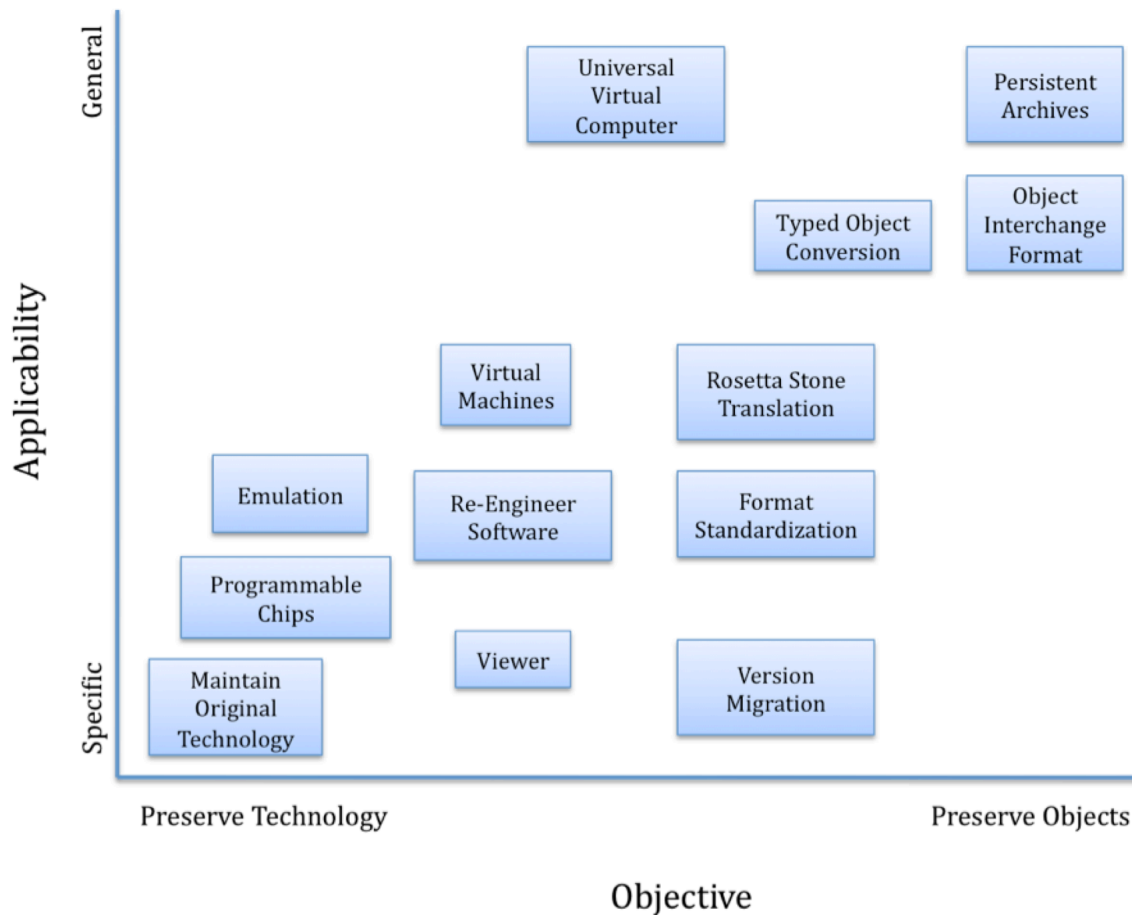 General
Universal
Virtual
Computer
Persistent
Archives
Typed Object
Conversion
Object
Interchange
Format
Applicability
Virtual
Machines
Rosetta Stone
Translation
Emulation
Re-Engineer
Software
Format
Standardization
Programmable
Chips
Viewer
Version
Migration
Specific
Maintain
Original
Technology
Preserve Technology
Preserve Objects
Objective